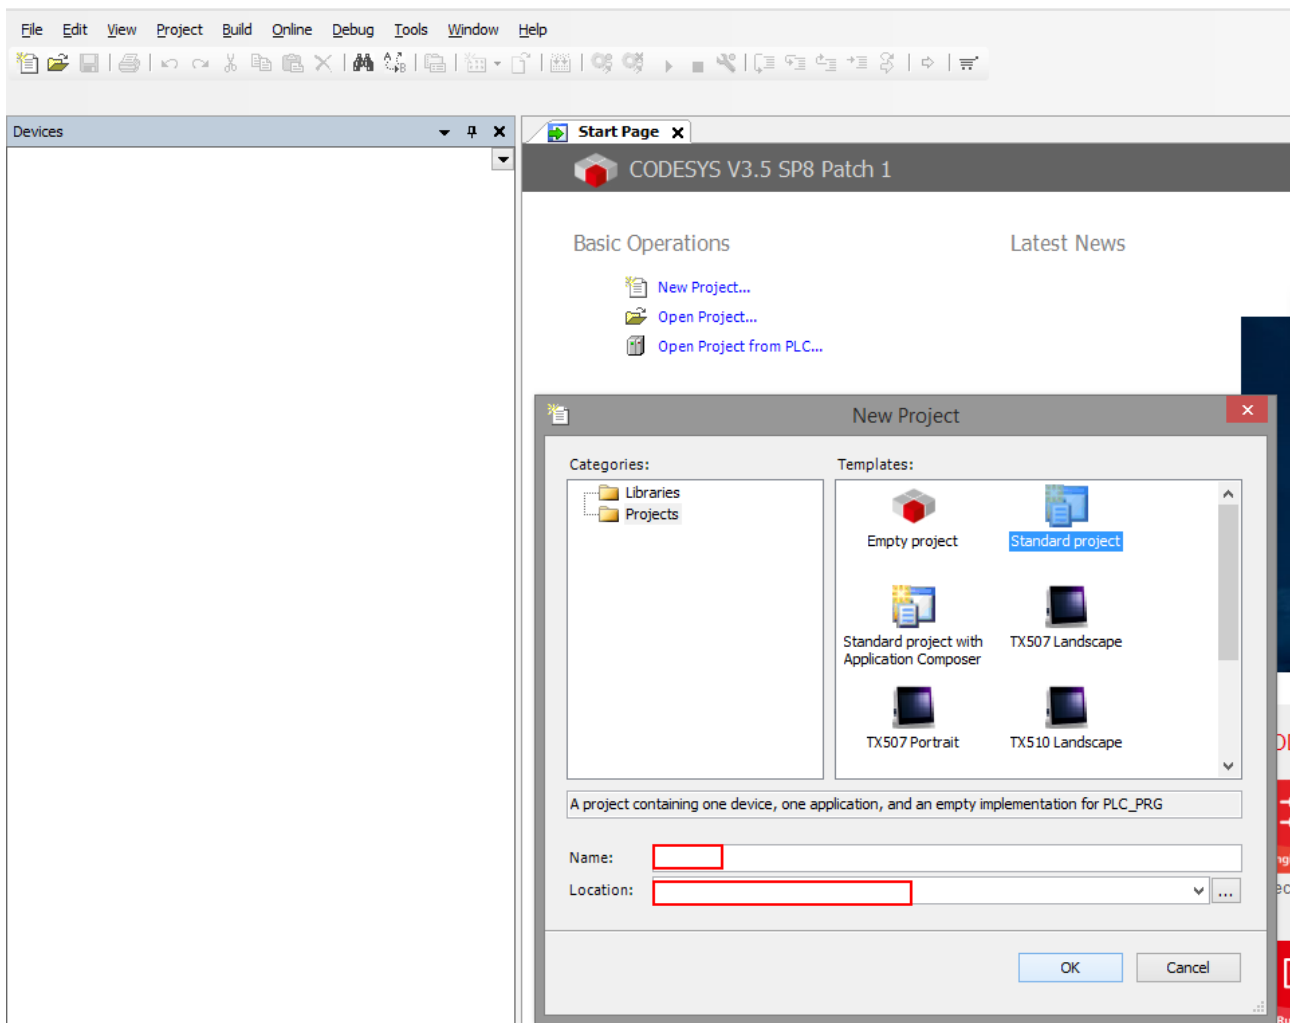 File Edit View Project Build Online Debug Tools Window Help
Devices
Start Page
CODESYS V3.5 SP8 Patch 1
Basic Operations
Latest News
New Project...
Open Project...
Open Project from PLC...
New Project
Categories:
Templates:
Libraries
Projects
Empty project
Standard project
Standard project with
Application Composer
TX507 Landscape
TX507 Portrait
TX510 Landscape
A project containing one device, one application, and an empty implementation for PLC_PRG
Name:
Location:
...
OK
Cancel